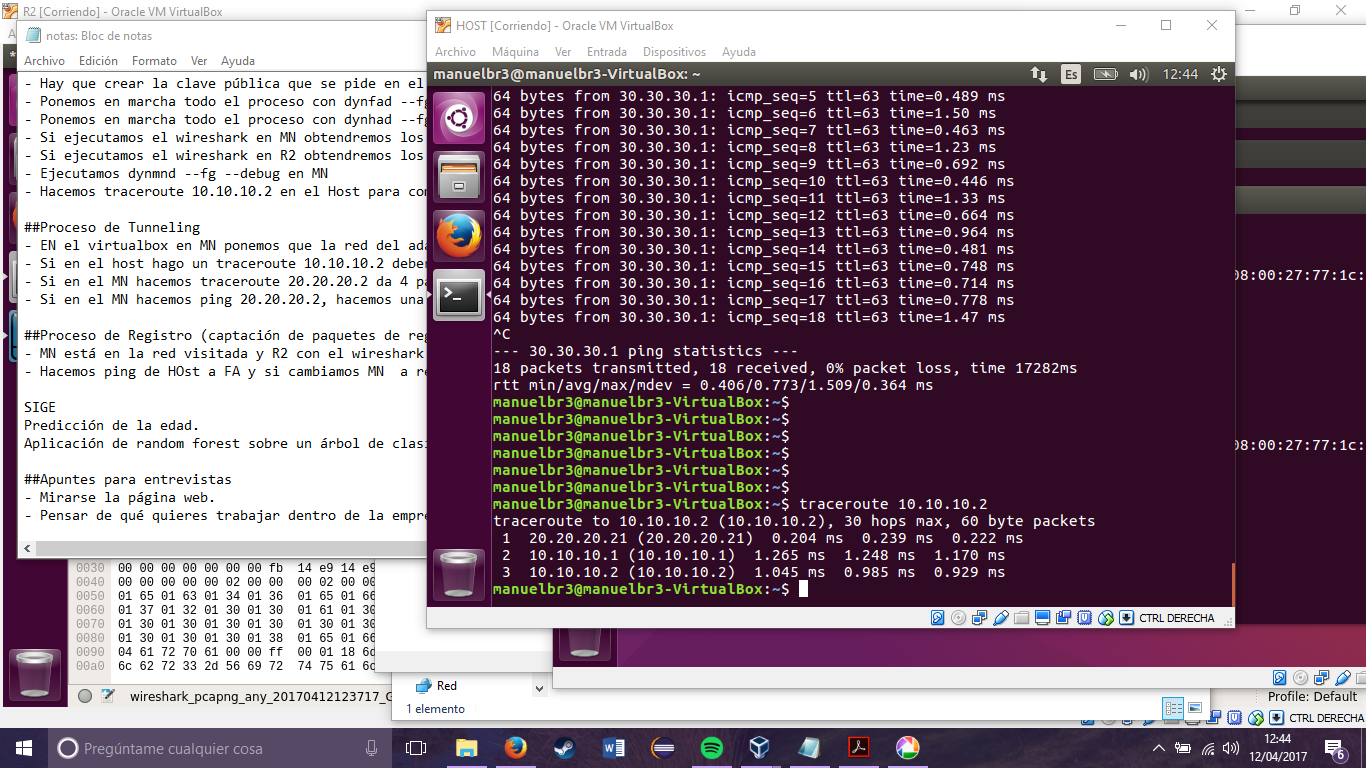 R2 [Corriendo] - Oracle VM VirtualBox
notas: Bloc de notas
Archivo Edición Formato Ver Ayuda
- Hay que crear la clave pública que se pide en el
- Ponemos en marcha todo el proceso con dynfad --fg
- Ponemos en marcha todo el proceso con dynhad --fg
- Si ejecutamos el wireshark en MN obtendremos los
- Si ejecutamos el wireshark en R2 obtendremos los
- Ejecutamos dynmnd --fg --debug en MN
- Hacemos traceroute 10.10.10.2 en el Host para com
##Proceso de Tunneling
- EN el virtualbox en MN ponemos que la red del ada
- Si en el host hago un traceroute 10.10.10.2 deber
- Si en el MN hacemos traceroute 20.20.20.2 da 4 pa
- Si en el MN hacemos ping 20.20.20.2, hacemos una
##Proceso de Registro (captación de paquetes de reg
- MN está en la red visitada y R2 con el wireshark
- Hacemos ping de HOst a FA y si cambiamos MN  a re
SIGE
Predicción de la edad.
Aplicación de random forest sobre un árbol de clasi
##Apuntes para entrevistas
- Mirarse la página web.
- Pensar de qué quieres trabajar dentro de la empre
HOST [Corriendo] - Oracle VM VirtualBox
Archivo Máquina Ver Entrada Dispositivos Ayuda
manuelbr3@manuelbr3-VirtualBox: ~
Es
12:44
64 bytes from 30.30.30.1: icmp_seq=5 ttl=63 time=0.489 ms
64 bytes from 30.30.30.1: icmp_seq=6 ttl=63 time=1.50 ms
64 bytes from 30.30.30.1: icmp_seq=7 ttl=63 time=0.463 ms
64 bytes from 30.30.30.1: icmp_seq=8 ttl=63 time=1.23 ms
64 bytes from 30.30.30.1: icmp_seq=9 ttl=63 time=0.692 ms
64 bytes from 30.30.30.1: icmp_seq=10 ttl=63 time=0.446 ms
64 bytes from 30.30.30.1: icmp_seq=11 ttl=63 time=1.33 ms
64 bytes from 30.30.30.1: icmp_seq=12 ttl=63 time=0.664 ms
64 bytes from 30.30.30.1: icmp_seq=13 ttl=63 time=0.964 ms
64 bytes from 30.30.30.1: icmp_seq=14 ttl=63 time=0.481 ms
64 bytes from 30.30.30.1: icmp_seq=15 ttl=63 time=0.748 ms
64 bytes from 30.30.30.1: icmp_seq=16 ttl=63 time=0.714 ms
64 bytes from 30.30.30.1: icmp_seq=17 ttl=63 time=0.778 ms
64 bytes from 30.30.30.1: icmp_seq=18 ttl=63 time=1.47 ms
^C
--- 30.30.30.1 ping statistics ---
18 packets transmitted, 18 received, 0% packet loss, time 17282ms
rtt min/avg/max/mdev = 0.406/0.773/1.509/0.364 ms
manuelbr3@manuelbr3-VirtualBox:~$
manuelbr3@manuelbr3-VirtualBox:~$
manuelbr3@manuelbr3-VirtualBox:~$
manuelbr3@manuelbr3-VirtualBox:~$
manuelbr3@manuelbr3-VirtualBox:~$
manuelbr3@manuelbr3-VirtualBox:~$
manuelbr3@manuelbr3-VirtualBox:~$ traceroute 10.10.10.2
traceroute to 10.10.10.2 (10.10.10.2), 30 hops max, 60 byte packets
 1  20.20.20.21 (20.20.20.21)  0.204 ms  0.239 ms  0.222 ms
 2  10.10.10.1 (10.10.10.1)  1.265 ms  1.248 ms  1.170 ms
 3  10.10.10.2 (10.10.10.2)  1.045 ms  0.985 ms  0.929 ms
manuelbr3@manuelbr3-VirtualBox:~$
CTRL DERECHA
08:00:27:77:1c:
08:00:27:77:1c:
0030 00 00 00 00 00 00 00 fb 14 e9 14 e9
0040 00 00 00 00 00 02 00 00 00 02 00 00
0050 01 65 01 63 01 34 01 36 01 65 01 66
0060 01 37 01 32 01 30 01 30 01 61 01 30
0070 01 30 01 30 01 30 01 30 01 30 01 30
0080 01 30 01 30 01 30 01 38 01 65 01 66
0090 04 61 72 70 61 00 00 ff 00 01 18 6d
00a0 6c 62 72 33 2d 56 69 72 74 75 61 6c
wireshark_pcapng_any_20170412123717_G
Red
1 elemento
Profile: Default
CTRL DERECHA
Pregúntame cualquier cosa
12:44
12/04/2017
6